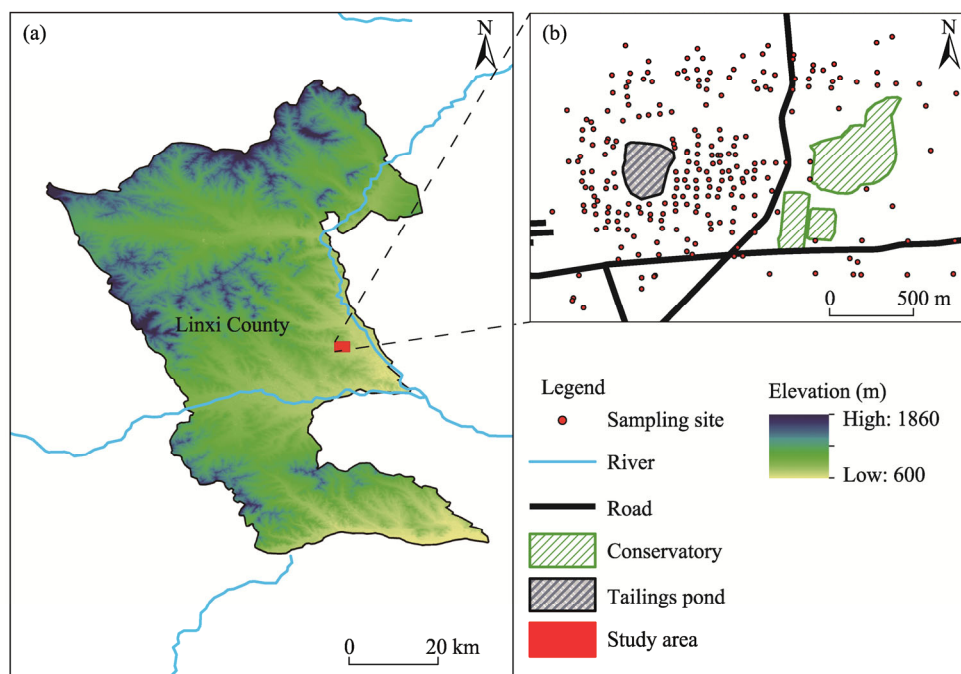 (a)
N
Linxi County
0 20 km
(b)
N
0 500 m
Legend
Sampling site
River
Road
Conservatory
Tailings pond
Study area
Elevation (m)
High: 1860
Low: 600